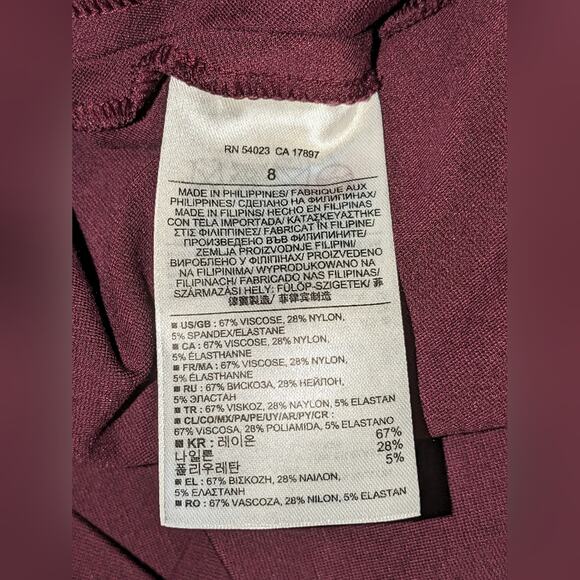 RN 54023 CA 17897
8
MADE IN PHILIPPINES/ FABRIQUÉ AUX
PHILIPPINES/ СДЕЛАНО НА ФИЛИППИНАХ/
MADE IN FILIPINS/ HECHO EN FILIPINAS
CON TELA IMPORTADA/ ΚΑΤΑΣΚΕΥΑΣΤΗΚΕ
ΣΤΙΣ ΦΙΛΙΠΠΙΝΕΣ/ FABRICAT ÎN FILIPINE/
ПРОИЗВЕДЕНО ВЪВ ФИЛИПИНИТЕ/
ZEMLJA PROIZVODNJE FILIPINI/
ВИРОБЛЕНО У ФІЛІПІНАХ/ PROIZVEDENO
NA FILIPINIMA/ WYPRODUKOWANO NA
FILIPINACH/ FABRICADO NAS FILIPINAS/
SZÁRMAZÁSI HELY: FÜLÖP-SZIGETEK/ 菲
律賓製造/ 菲律宾制造
US/GB : 67% VISCOSE, 28% NYLON,
5% SPANDEX/ELASTANE
CA : 67% VISCOSE, 28% NYLON,
5% ÉLASTHANNE
FR/MA : 67% VISCOSE, 28% NYLON,
5% ÉLASTHANNE
RU : 67% ВИСКОЗА, 28% НЕЙЛОН,
5% ЭЛАСТАН
TR : 67% VISKOZ, 28% NAYLON, 5% ELASTAN
CL/CO/MX/PA/PE/UY/AR/PY/CR :
67% VISCOSA, 28% POLIAMIDA, 5% ELASTANO
KR : 레이온 67%
나일론 28%
폴리우레탄 5%
EL : 67% ΒΙΣΚΟΖΗ, 28% ΝΑΙΛΟΝ,
5% ΕΛΑΣΤΑΝΗ
RO : 67% VASCOZA, 28% NILON, 5% ELASTAN